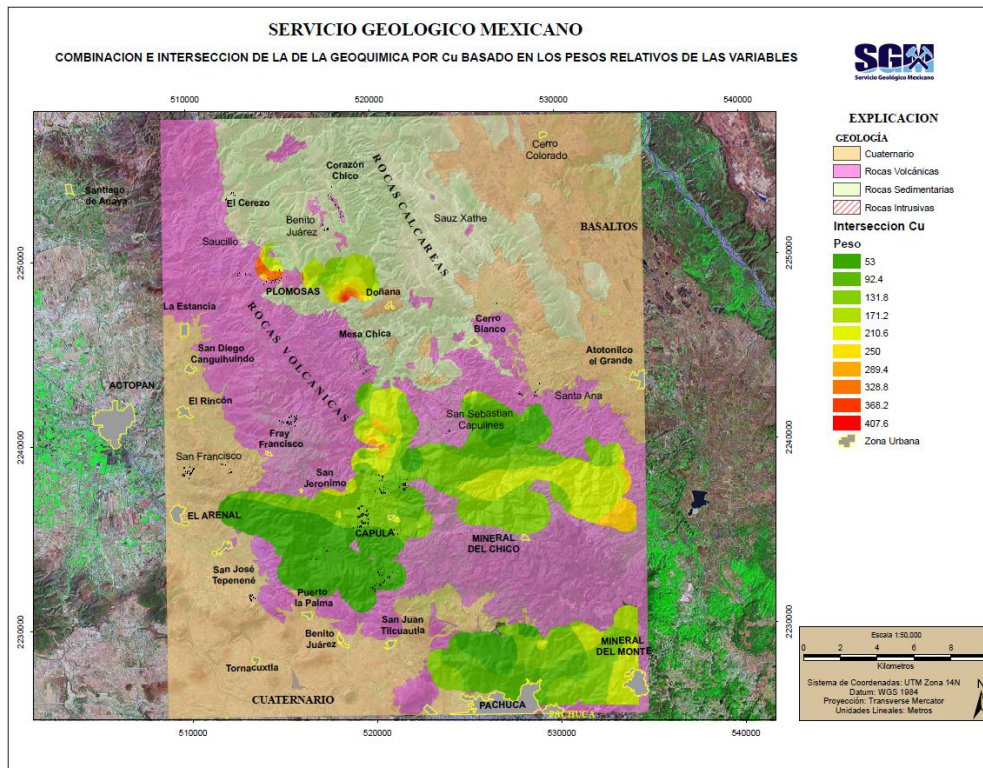 SERVICIO GEOLOGICO MEXICANO
COMBINACION E INTERSECCION DE LA DE LA GEOQUIMICA POR Cu BASADO EN LOS PESOS RELATIVOS DE LAS VARIABLES
SGM
Servicio Geológico Mexicano
510000
520000
530000
540000
EXPLICACION
GEOLOGÍA
Cuaternario
Rocas Volcánicas
Rocas Sedimentarias
Rocas Intrusivas
Interseccion Cu
Peso
53
92.4
131.8
171.2
210.6
250
289.4
328.8
368.2
407.6
Zona Urbana
Cerro
Colorado
Corazón
Chico
ROCAS CALCAREAS
Santiago
de Anaya
El Cerezo
Benito
Juárez
Sauz Xathe
BASALTOS
Saucillo
2250000
2250000
PLOMOSAS
Doñana
La Estancia
ROCAS VOLCANICAS
Mesa Chica
Cerro
Blanco
San Diego
Canguihuindo
Atotonilco
el Grande
ACTOPAN
El Rincón
Santa Ana
San Sebastian
Capulines
Fray
Francisco
2240000
2240000
San Francisco
San
Jeronimo
EL ARENAL
CAPULA
MINERAL
DEL CHICO
San José
Tepenené
Puerto
la Palma
San Juan
Tilcuautla
2230000
2230000
Benito
Juárez
MINERAL
DEL MONTE
Tornacuxtla
CUATERNARIO
PACHUCA
PACHUCA
510000
520000
530000
540000
Escala 1:50,000
0 2 4 6 8
Kilometros
Sistema de Coordenadas: UTM Zona 14N
Datum: WGS 1984
Proyección: Transverse Mercator
Unidades Lineales: Metros
N